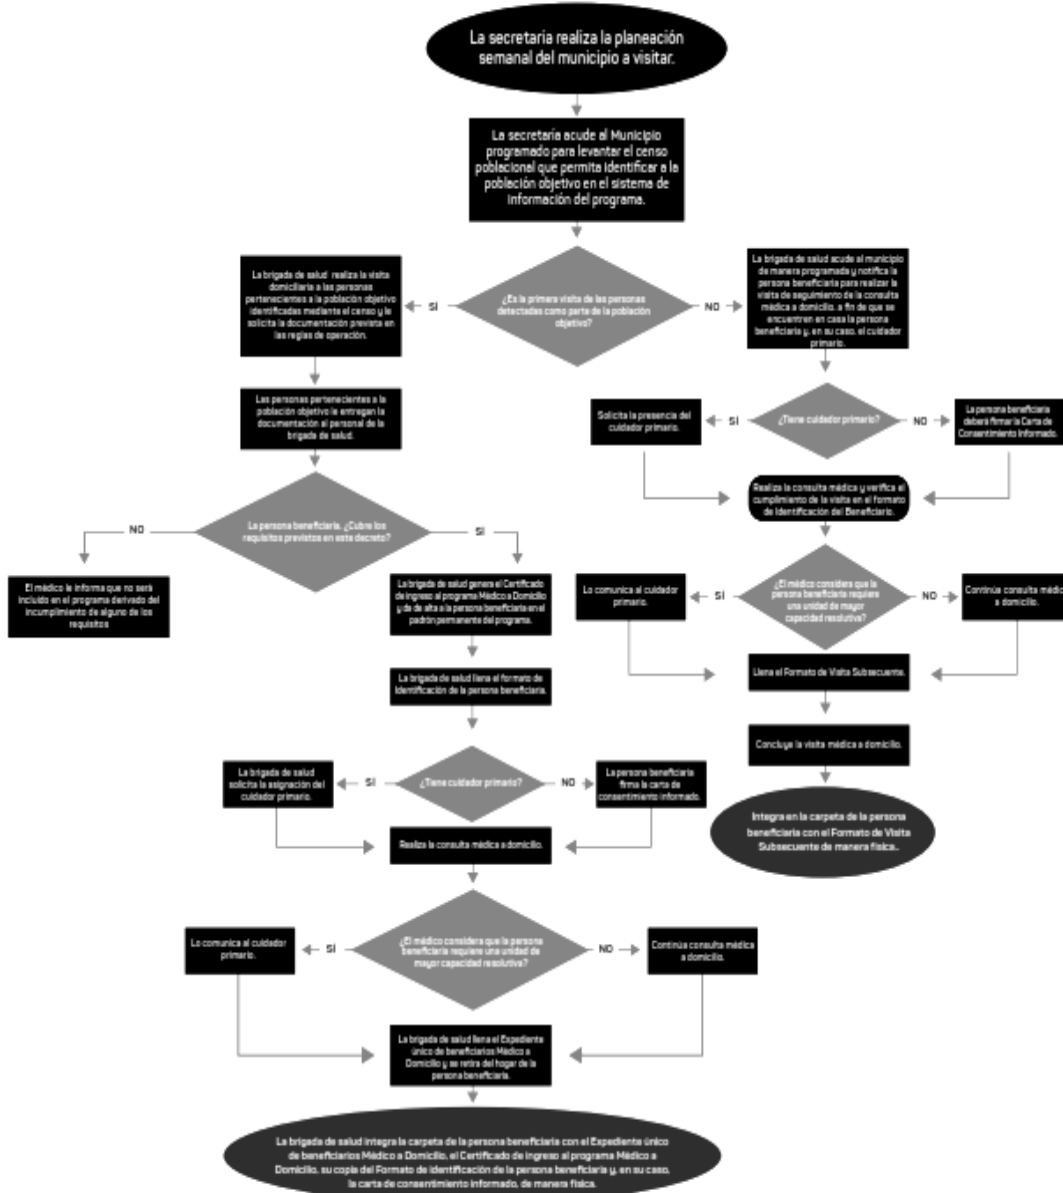 La secretaria realiza la planeación
semanal del municipio a visitar.
La secretaría acude al Municipio
programado para levantar el censo
poblacional que permita identificar a la
población objetivo en el sistema de
información del programa.
¿Es la primera visita de las personas
detectadas como parte de la población
objetivo?
SÍ
NO
La brigada de salud realiza la visita
domiciliaria a las personas
pertenecientes a la población objetivo
identificadas mediante el censo y le
solicita la documentación prevista en
las reglas de operación.
Las personas pertenecientes a la
población objetivo le entregan la
documentación al personal de la
brigada de salud.
La persona beneficiaria, ¿Cubre los
requisitos previstos en este decreto?
NO
SÍ
El médico le informa que no será
incluido en el programa derivado del
incumplimiento de alguno de los
requisitos
La brigada de salud genera el Certificado
de ingreso al programa Médico a Domicilio
y da de alta a la persona beneficiaria en el
padrón permanente del programa.
La brigada de salud llena el formato de
Identificación de la persona beneficiaria.
¿Tiene cuidador primario?
SÍ
NO
La brigada de salud
solicita la asignación del
cuidador primario.
La persona beneficiaria
firma la carta de
consentimiento informado.
Realiza la consulta médica a domicilio.
¿El médico considera que la persona
beneficiaria requiere una unidad de
mayor capacidad resolutiva?
SÍ
NO
Lo comunica al cuidador
primario.
Continúa consulta médica
a domicilio.
La brigada de salud llena el Expediente
único de beneficiarios Médico a
Domicilio y se retira del hogar de la
persona beneficiaria.
La brigada de salud integra la carpeta de la persona beneficiaria con el Expediente único
de beneficiarios Médico a Domicilio, el Certificado de ingreso al programa Médico a
Domicilio, su copia del Formato de identificación de la persona beneficiaria y, en su caso,
la carta de consentimiento informado, de manera física.
La brigada de salud acude al municipio
de manera programada y notifica la
persona beneficiaria para realizar la
visita de seguimiento de la consulta
médica a domicilio, a fin de que se
encuentren en casa la persona
beneficiaria y, en su caso, el cuidador
primario.
¿Tiene cuidador primario?
SÍ
NO
Solicita la presencia del
cuidador primario.
La persona beneficiaria
deberá firmar la Carta de
Consentimiento Informado.
Realiza la consulta médica y verifica el
cumplimiento de la visita en el formato
de Identificación del Beneficiario.
¿El médico considera que la
persona beneficiaria requiere
una unidad de mayor
capacidad resolutiva?
SÍ
NO
Lo comunica al cuidador
primario.
Continúa consulta médica
a domicilio.
Llena el Formato de Visita Subsecuente.
Concluye la visita médica a domicilio.
Integra en la carpeta de la persona
beneficiaria con el Formato de Visita
Subsecuente de manera física..